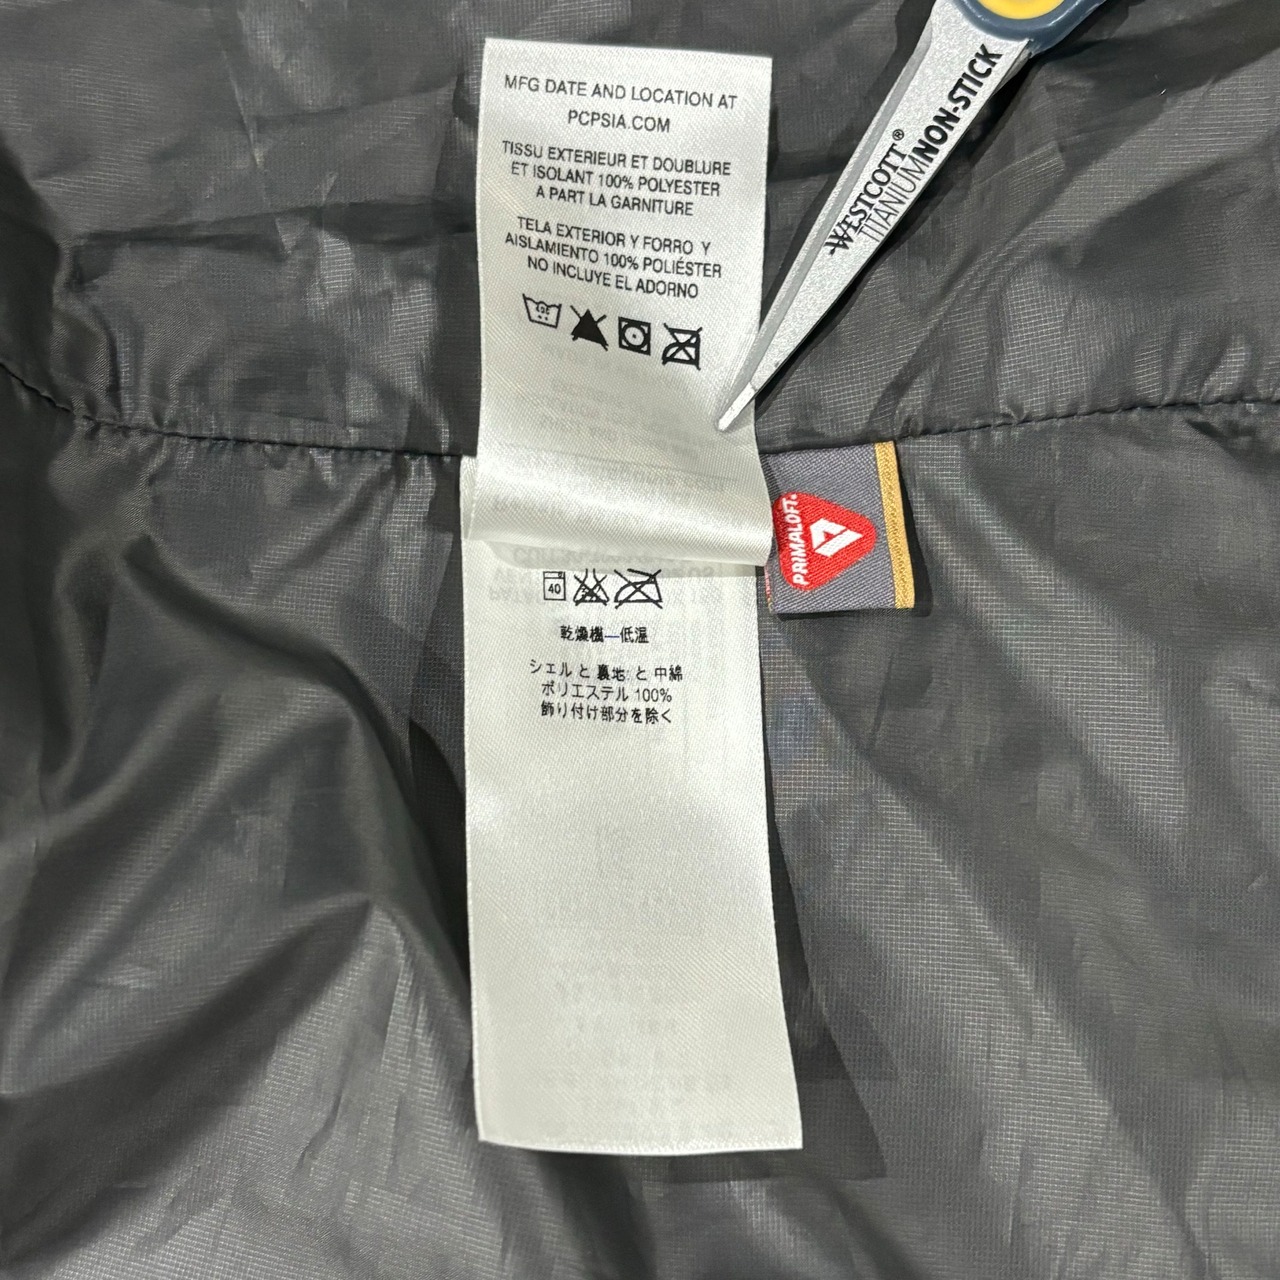 MFG DATE AND LOCATION AT
PCPSIA.COM
TISSU EXTERIEUR ET DOUBLURE
ET ISOLANT 100% POLYESTER
A PART LA GARNITURE
TELA EXTERIOR Y FORRO Y
AISLAMIENTO 100% POLIÉSTER
NO INCLUYE EL ADORNO
WESTCOTT®
TITANIUM NON-STICK
PRIMALOFT
40
乾燥機—低温
シェル と 裏地 と 中綿
ポリエステル 100%
飾り付け部分を除く